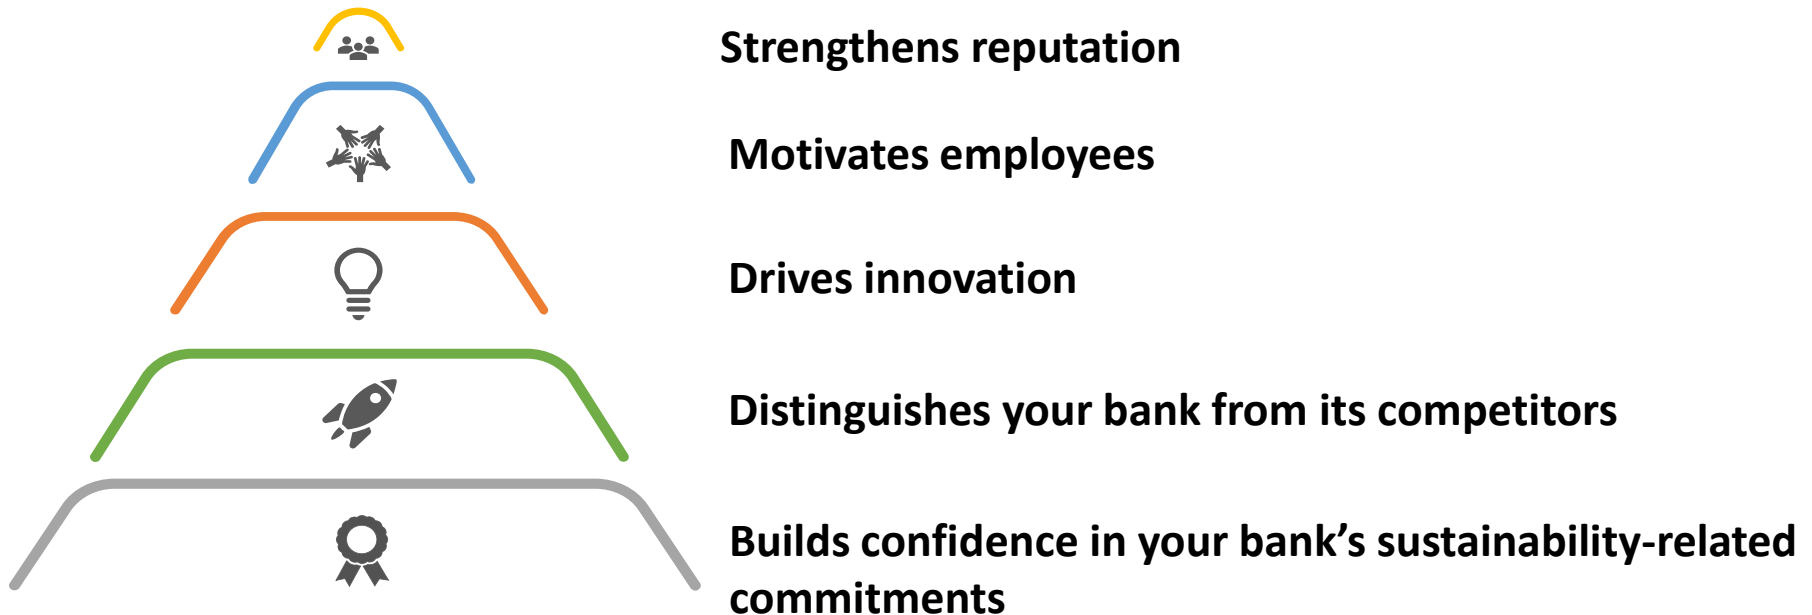 Strengthens reputation
Motivates employees
Drives innovation
Distinguishes your bank from its competitors
Builds confidence in your bank’s sustainability-related
commitments